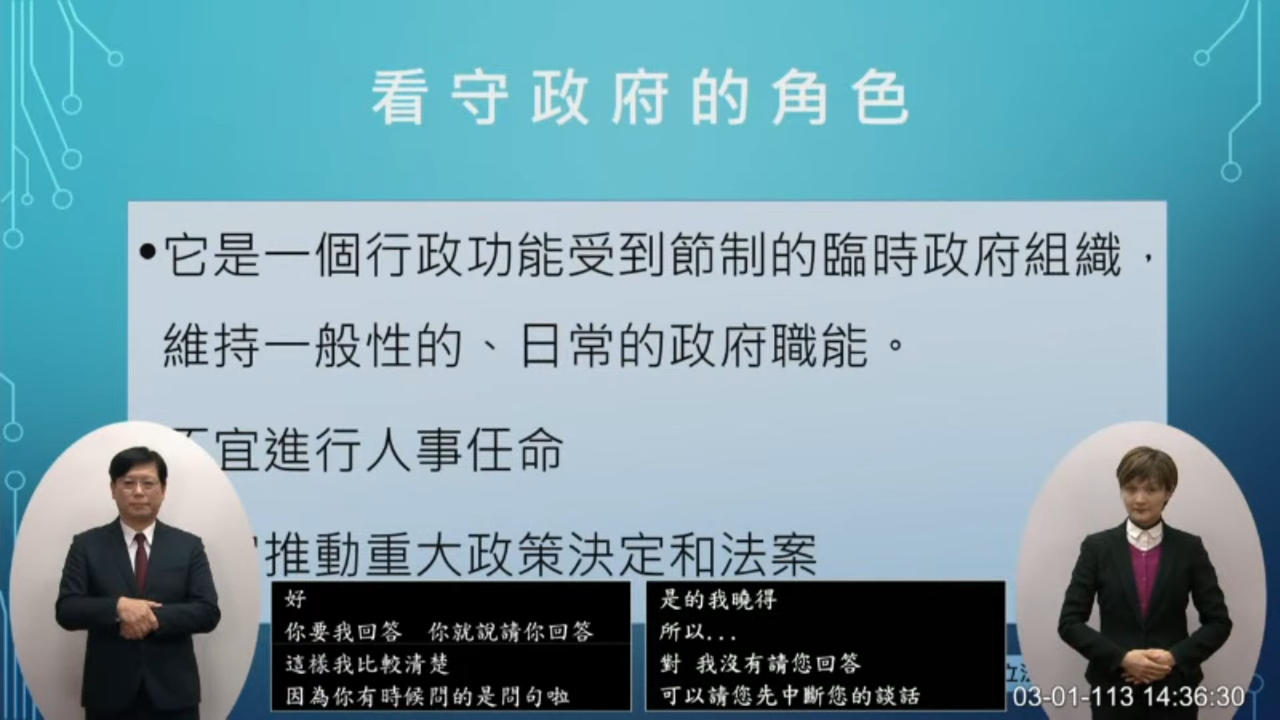 看守政府的角色
•它是一個行政功能受到節制的臨時政府組織，
維持一般性的、日常的政府職能。
宜進行人事任命
推動重大政策決定和法案
好
你要我回答 你就說請你回答
這樣我比較清楚
因為你有時候問的是問句啦
是的我曉得
所以...
對 我沒有請您回答
可以請您先中斷您的談話
立
03-01-113 14:36:30